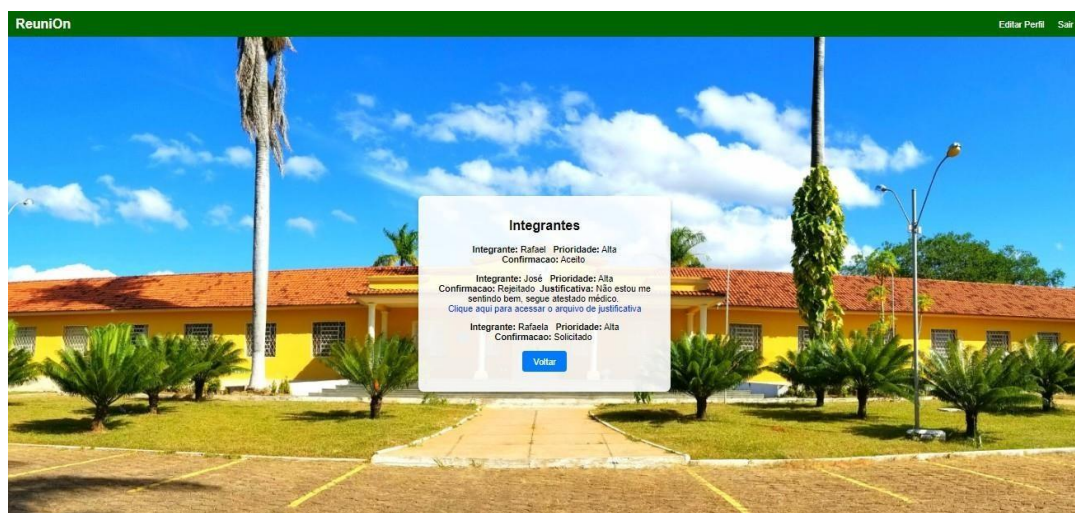 ReuniOn
Editar Perfil Sair
Integrantes
Integrante: Rafael Prioridade: Alta
Confirmacao: Aceito
Integrante: José Prioridade: Alta
Confirmacao: Rejeitado Justificativa: Não estou me
sentindo bem, segue atestado médico.
Clique aqui para acessar o arquivo de justificativa
Integrante: Rafaela Prioridade: Alta
Confirmacao: Solicitado
Voltar